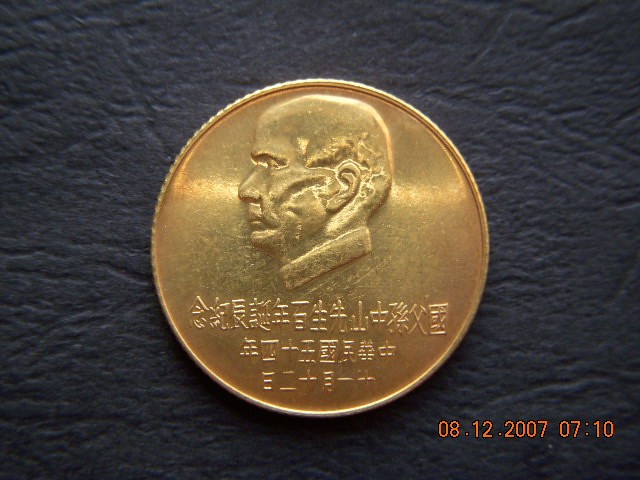 國父孫中山先生百年誕辰紀念
中華民國五十四年
十一月十二日
08.12.2007 07:10